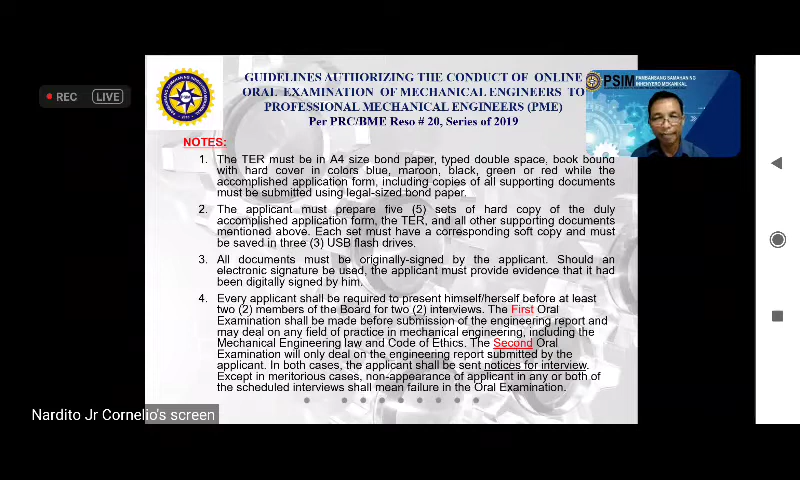 REC LIVE
GUIDELINES AUTHORIZING THE CONDUCT OF ONLINE
ORAL EXAMINATION OF MECHANICAL ENGINEERS TO
PROFESSIONAL MECHANICAL ENGINEERS (PME)
Per PRC/BME Reso # 20, Series of 2019
PSIM PAMBANSANG SAMAHAN NG
INHENYERO MEKANIKAL
NOTES:
1. The TER must be in A4 size bond paper, typed double space, book bound
with hard cover in colors blue, maroon, black, green or red while the
accomplished application form, including copies of all supporting documents
must be submitted using legal-sized bond paper.
2. The applicant must prepare five (5) sets of hard copy of the duly
accomplished application form, the TER, and all other supporting documents
mentioned above. Each set must have a corresponding soft copy and must
be saved in three (3) USB flash drives.
3. All documents must be originally-signed by the applicant. Should an
electronic signature be used, the applicant must provide evidence that it had
been digitally signed by him.
4. Every applicant shall be required to present himself/herself before at least
two (2) members of the Board for two (2) interviews. The First Oral
Examination shall be made before submission of the engineering report and
may deal on any field of practice in mechanical engineering, including the
Mechanical Engineering law and Code of Ethics. The Second Oral
Examination will only deal on the engineering report submitted by the
applicant. In both cases, the applicant shall be sent notices for interview.
Except in meritorious cases, non-appearance of applicant in any or both of
the scheduled interviews shall mean failure in the Oral Examination.
Nardito Jr Cornelio's screen